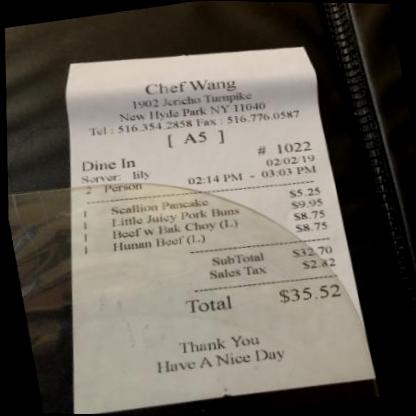 Chef Wang
1902 Jericho Turnpike
New Hyde Park NY 11040
Tel : 516.354.2858 Fax : 516.776.0587
[ A5 ]
Dine In # 1022
Server: lily 02/02/19
2 Person 02:14 PM - 03:03 PM
1 Scallion Pancake $5.25
1 Little Juicy Pork Buns $9.95
1 Beef w Bak Choy (L) $8.75
1 Hunan Beef (L) $8.75
SubTotal $32.70
Sales Tax $2.82
Total $35.52
Thank You
Have A Nice Day